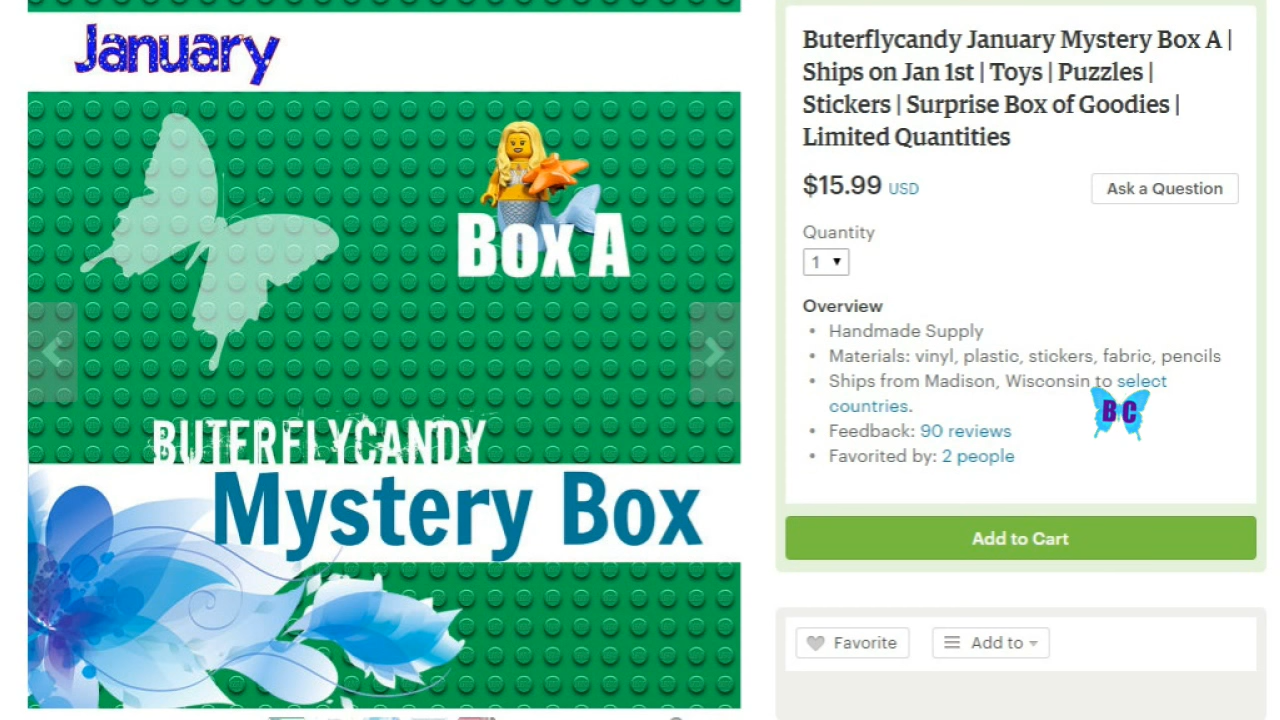 January
Box A
BUTERFLYCANDY
Mystery Box
Buterflycandy January Mystery Box A |
Ships on Jan 1st | Toys | Puzzles |
Stickers | Surprise Box of Goodies |
Limited Quantities
$15.99 USD
Ask a Question
Quantity
1
Overview
• Handmade Supply
• Materials: vinyl, plastic, stickers, fabric, pencils
• Ships from Madison, Wisconsin to select
countries.
BC
• Feedback: 90 reviews
• Favorited by: 2 people
Add to Cart
Favorite
Add to